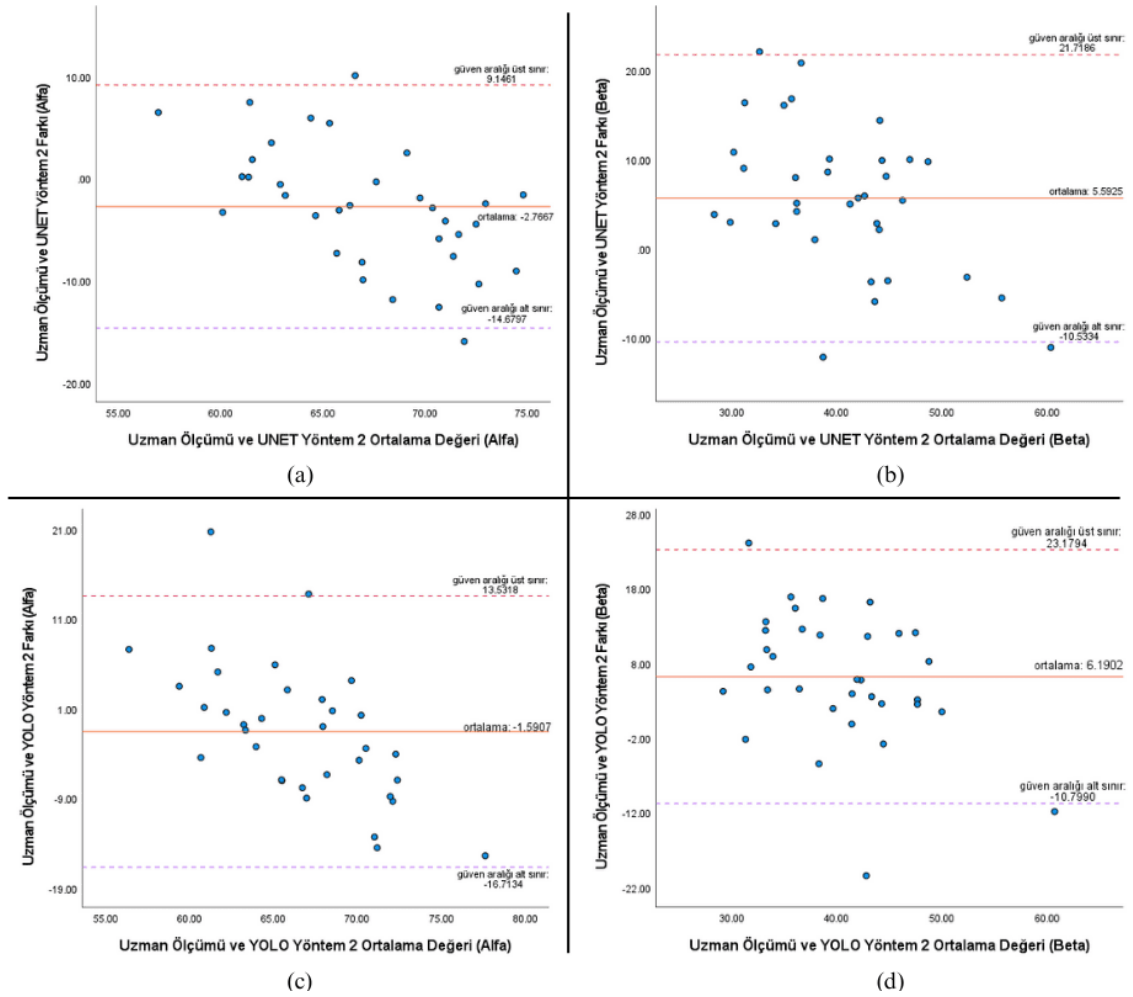 Uzman Ölçümü ve UNET Yöntem 2 Farkı (Alfa)
10.00
.00
-10.00
-20.00
güven aralığı üst sınır:
9.1461
ortalama: -2.7667
güven aralığı alt sınır:
-14.6797
55.00 60.00 65.00 70.00 75.00
Uzman Ölçümü ve UNET Yöntem 2 Ortalama Değeri (Alfa)
(a)
Uzman Ölçümü ve UNET Yöntem 2 Farkı (Beta)
20.00
10.00
.00
-10.00
güven aralığı üst sınır:
21.7186
ortalama: 5.5925
güven aralığı alt sınır:
-10.5334
30.00 40.00 50.00 60.00
Uzman Ölçümü ve UNET Yöntem 2 Ortalama Değeri (Beta)
(b)
Uzman Ölçümü ve YOLO Yöntem 2 Farkı (Alfa)
21.00
11.00
1.00
-9.00
-19.00
güven aralığı üst sınır:
13.5318
ortalama: -1.5907
güven aralığı alt sınır:
-16.7134
55.00 60.00 65.00 70.00 75.00 80.00
Uzman Ölçümü ve YOLO Yöntem 2 Ortalama Değeri (Alfa)
(c)
Uzman Ölçümü ve YOLO Yöntem 2 Farkı (Beta)
28.00
18.00
8.00
-2.00
-12.00
-22.00
güven aralığı üst sınır:
23.1794
ortalama: 6.1902
güven aralığı alt sınır:
-10.7990
30.00 40.00 50.00 60.00
Uzman Ölçümü ve YOLO Yöntem 2 Ortalama Değeri (Beta)
(d)